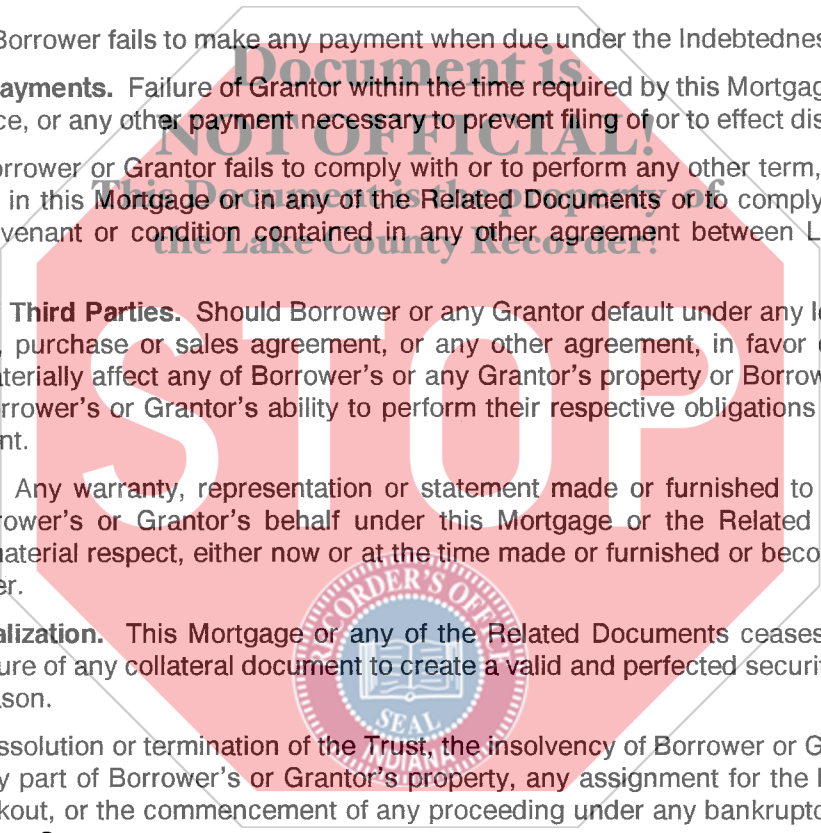 Borrower fails to make any payment when due under the Indebtednes
Document is
ayments. Failure of Grantor within the time required by this Mortgag
ce, or any other payment necessary to prevent filing of or to effect dis
NOT OFFICIAL!
orrower or Grantor fails to comply with or to perform any other term,
This Document is the property of
in this Mortgage or in any of the Related Documents or to comply
venant or condition contained in any other agreement between L
the Lake County Recorder!
Third Parties. Should Borrower or any Grantor default under any l
, purchase or sales agreement, or any other agreement, in favor
aterially affect any of Borrower's or any Grantor's property or Borrow
orrower's or Grantor's ability to perform their respective obligations
nt.
STOP
Any warranty, representation or statement made or furnished to
rower's or Grantor's behalf under this Mortgage or the Related
material respect, either now or at the time made or furnished or beco
er.
RECORDER'S OFFICE
alization. This Mortgage or any of the Related Documents ceases
ure of any collateral document to create a valid and perfected securit
ason.
SEAL
INDIANA
ssolution or termination of the Trust, the insolvency of Borrower or G
y part of Borrower's or Grantor's property, any assignment for the
kout, or the commencement of any proceeding under any bankrupt